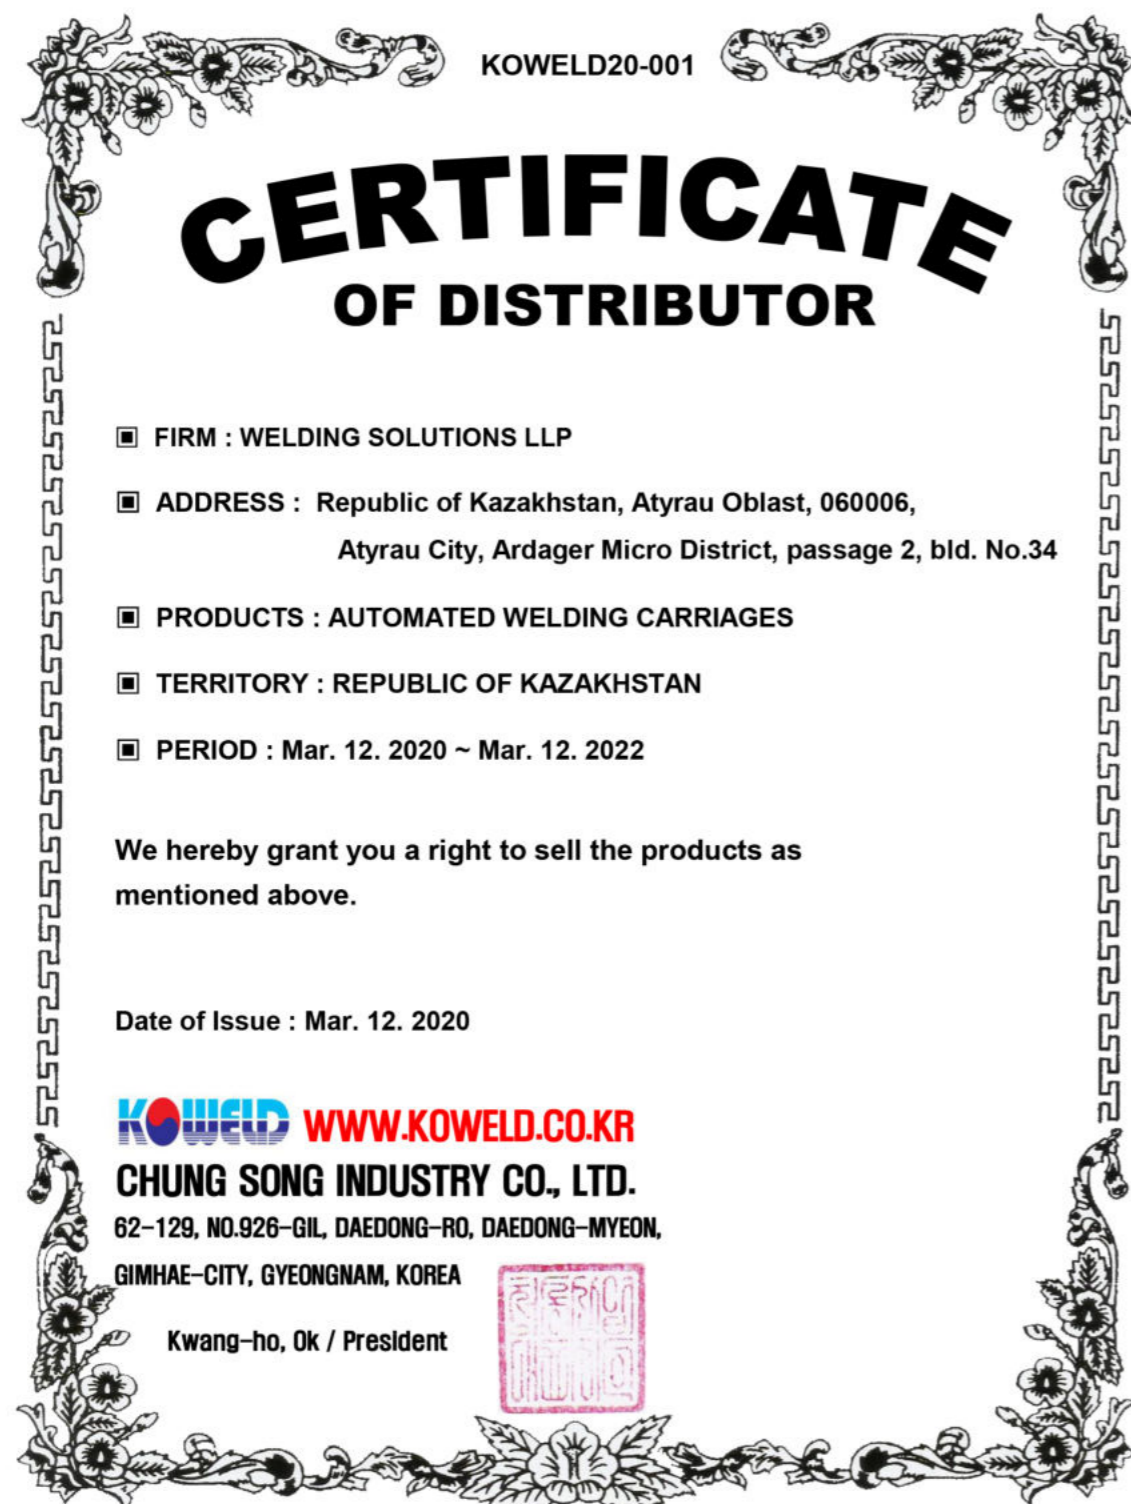 KOWELD20-001
CERTIFICATE
OF DISTRIBUTOR
FIRM : WELDING SOLUTIONS LLP
ADDRESS : Republic of Kazakhstan, Atyrau Oblast, 060006,
Atyrau City, Ardager Micro District, passage 2, bld. No.34
PRODUCTS : AUTOMATED WELDING CARRIAGES
TERRITORY : REPUBLIC OF KAZAKHSTAN
PERIOD : Mar. 12. 2020 ~ Mar. 12. 2022
We hereby grant you a right to sell the products as
mentioned above.
Date of Issue : Mar. 12. 2020
KOWELD WWW.KOWELD.CO.KR
CHUNG SONG INDUSTRY CO., LTD.
62-129, NO.926-GIL, DAEDONG-RO, DAEDONG-MYEON,
GIMHAE-CITY, GYEONGNAM, KOREA
Kwang-ho, Ok / President